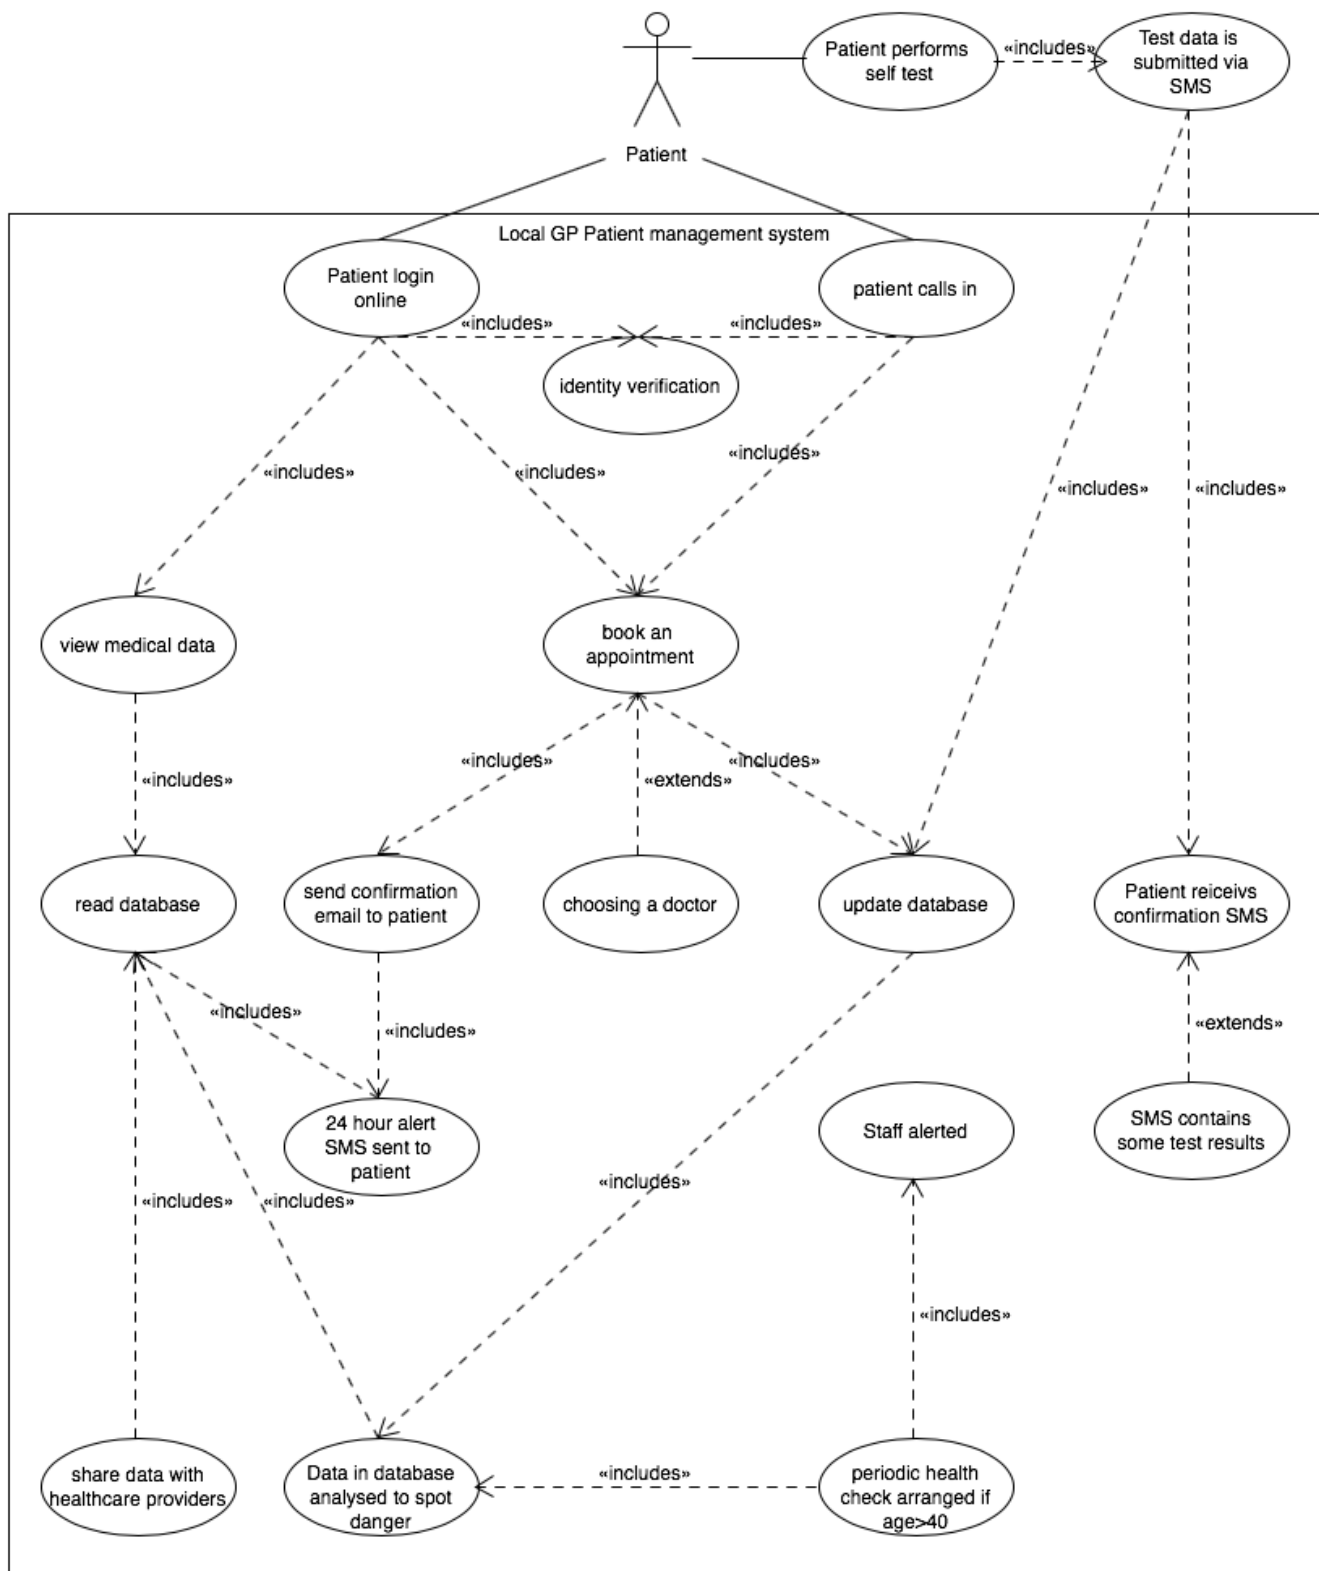 Patient performs
self test
«includes»
Test data is
submitted via
SMS
Patient
Local GP Patient management system
Patient login
online
patient calls in
«includes»
«includes»
identity verification
«includes»
«includes»
«includes»
«includes»
«includes»
view medical data
book an
appointment
«includes»
«includes»
«extends»
«includes»
read database
send confirmation
email to patient
choosing a doctor
update database
Patient reiceivs
confirmation SMS
«includes»
«includes»
«extends»
24 hour alert
SMS sent to
patient
Staff alerted
SMS contains
some test results
«includes»
«includes»
«includes»
«includes»
share data with
healthcare providers
Data in database
analysed to spot
danger
«includes»
periodic health
check arranged if
age>40